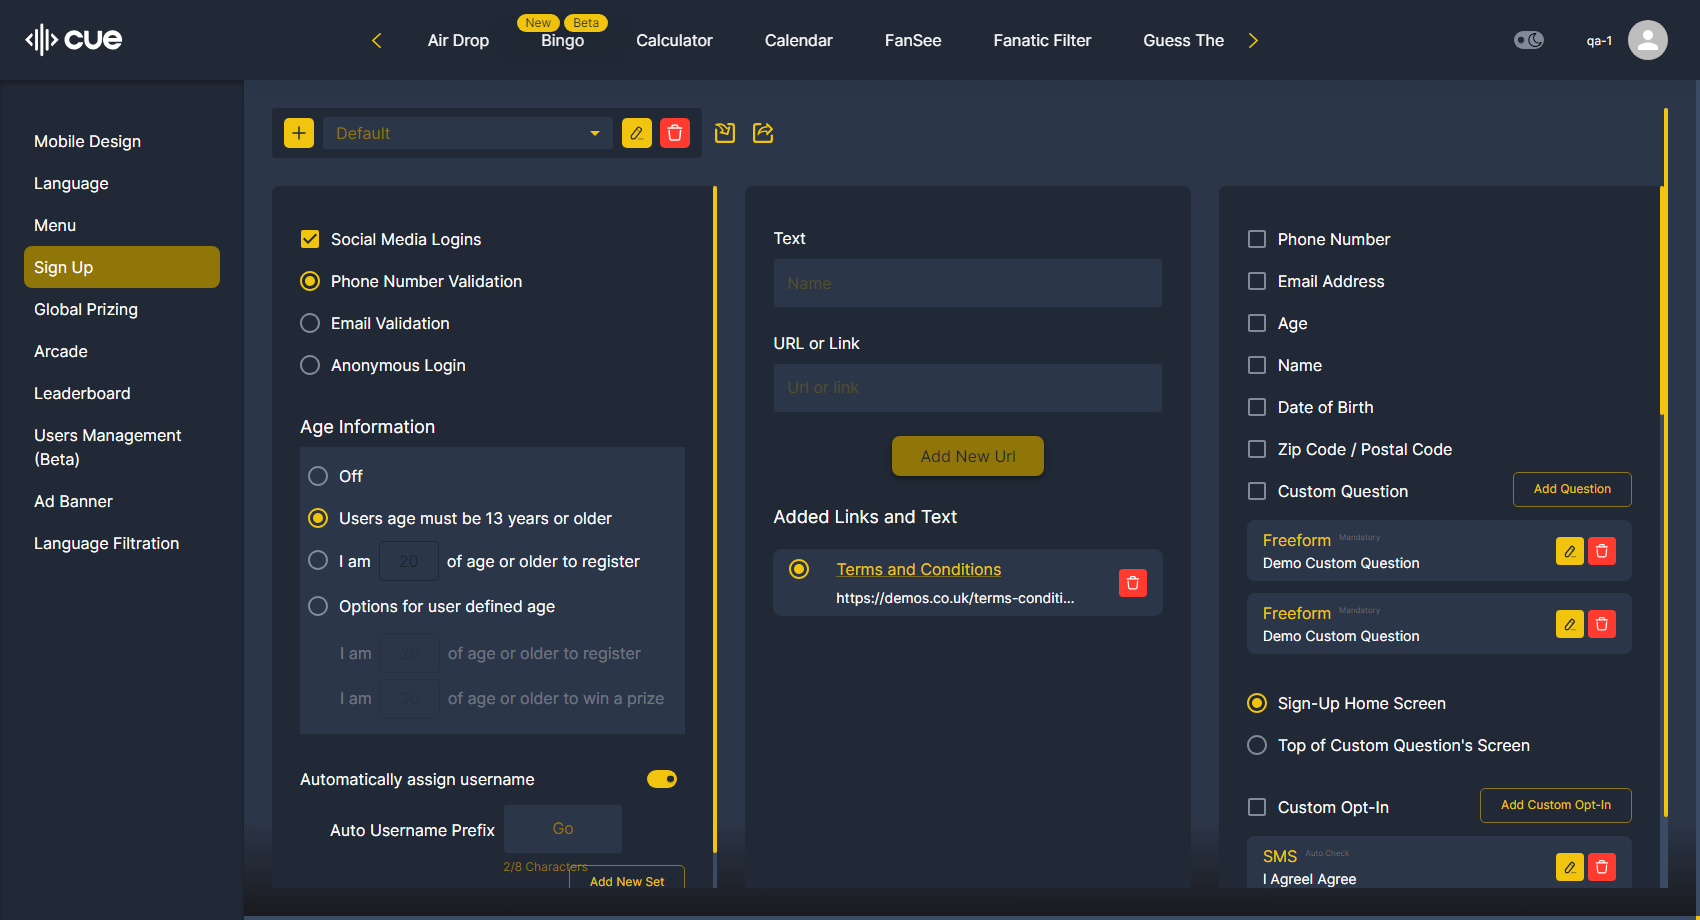 cue
Air Drop
New
Beta
Bingo
Calculator
Calendar
FanSee
Fanatic Filter
Guess The
qa-1
Mobile Design
Language
Menu
Sign Up
Global Prizing
Arcade
Leaderboard
Users Management
(Beta)
Ad Banner
Language Filtration
Default
Social Media Logins
Phone Number Validation
Email Validation
Anonymous Login
Age Information
Off
Users age must be 13 years or older
I am 20 of age or older to register
Options for user defined age
I am 20 of age or older to register
I am 30 of age or older to win a prize
Automatically assign username
Auto Username Prefix Go
2/8 Characters
Add New Set
Text
Name
URL or Link
Url or link
Add New Url
Added Links and Text
Terms and Conditions
https://demos.co.uk/terms-conditi...
Phone Number
Email Address
Age
Name
Date of Birth
Zip Code / Postal Code
Custom Question
Add Question
Freeform Mandatory
Demo Custom Question
Freeform Mandatory
Demo Custom Question
Sign-Up Home Screen
Top of Custom Question's Screen
Custom Opt-In
Add Custom Opt-In
SMS Auto Check
I AgreeI Agree